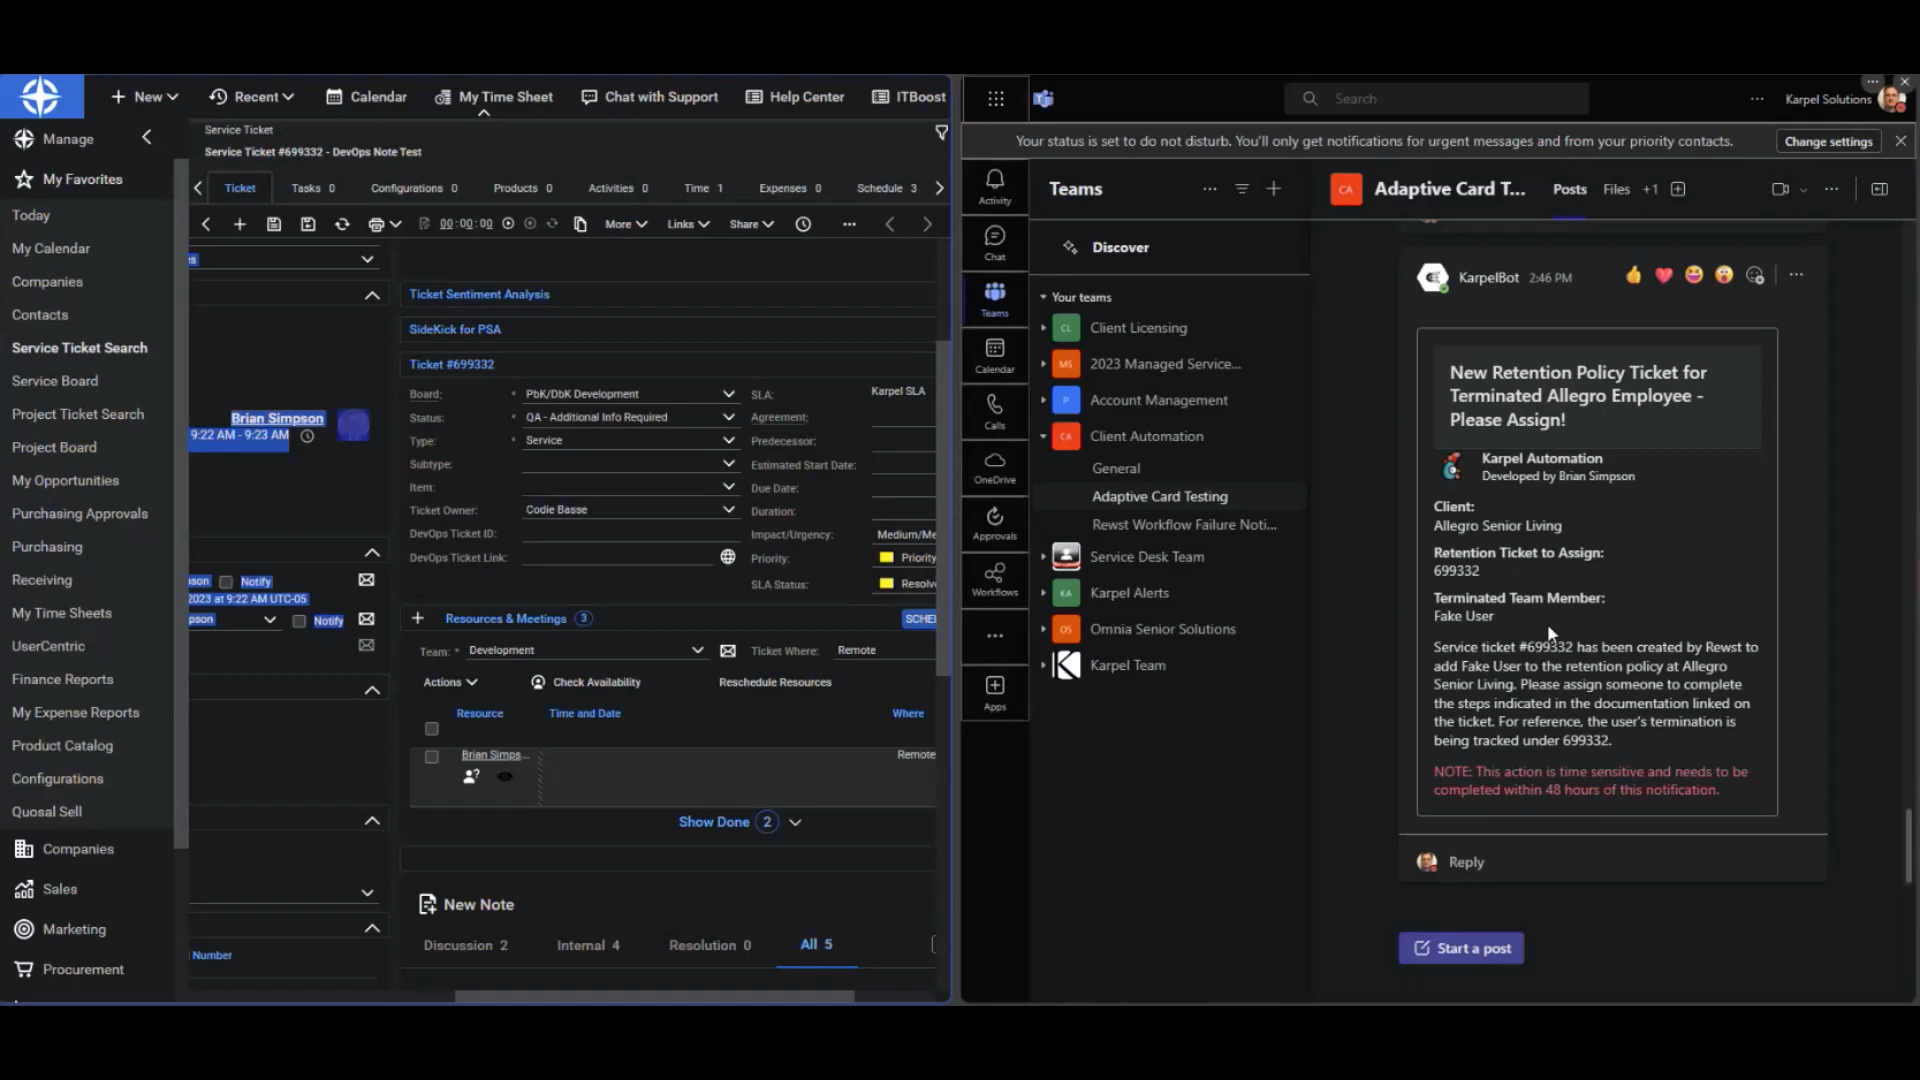 New
Recent
Calendar
My Time Sheet
Chat with Support
Help Center
ITBoost
Manage
My Favorites
Today
My Calendar
Companies
Contacts
Service Ticket Search
Service Board
Project Ticket Search
Project Board
My Opportunities
Purchasing Approvals
Purchasing
Receiving
My Time Sheets
UserCentric
Finance Reports
My Expense Reports
Product Catalog
Configurations
Quosal Sell
Companies
Sales
Marketing
Procurement
Service Ticket
Service Ticket #699332 - DevOps Note Test
Ticket
Tasks 0
Configurations 0
Products 0
Activities 0
Time 1
Expenses 0
Schedule 3
00:00:00
More
Links
Share
Brian Simpson
9:22 AM - 9:23 AM
Notify
2023 at 9:22 AM UTC-05
Notify
Number
Ticket Sentiment Analysis
SideKick for PSA
Ticket #699332
Board: * PbK/DbK Development
Status: * QA - Additional Info Required
Type: * Service
Subtype:
Item:
Ticket Owner: Codie Basse
DevOps Ticket ID:
DevOps Ticket Link:
SLA: Karpel SLA
Agreement:
Predecessor:
Estimated Start Date:
Due Date:
Duration:
Impact/Urgency: Medium/Me
Priority: Priority
SLA Status: Resolv
Resources & Meetings 3
SCHE
Team: * Development
Ticket Where: Remote
Actions
Check Availability
Reschedule Resources
Resource
Time and Date
Where
Brian Simps...
Remote
Show Done 2
New Note
Discussion 2
Internal 4
Resolution 0
All 5
Search
Karpel Solutions
Your status is set to do not disturb. You'll only get notifications for urgent messages and from your priority contacts.
Change settings
Activity
Chat
Teams
Calendar
Calls
OneDrive
Approvals
Workflows
Apps
Teams
Discover
Your teams
CL Client Licensing
MS 2023 Managed Service...
P Account Management
CA Client Automation
General
Adaptive Card Testing
Rewst Workflow Failure Noti...
Service Desk Team
KA Karpel Alerts
OS Omnia Senior Solutions
Karpel Team
CA
Adaptive Card T...
Posts
Files
+1
KarpelBot 2:46 PM
New Retention Policy Ticket for
Terminated Allegro Employee -
Please Assign!
Karpel Automation
Developed by Brian Simpson
Client:
Allegro Senior Living
Retention Ticket to Assign:
699332
Terminated Team Member:
Fake User
Service ticket #699332 has been created by Rewst to
add Fake User to the retention policy at Allegro
Senior Living. Please assign someone to complete
the steps indicated in the documentation linked on
the ticket. For reference, the user's termination is
being tracked under 699332.
NOTE: This action is time sensitive and needs to be
completed within 48 hours of this notification.
Reply
Start a post